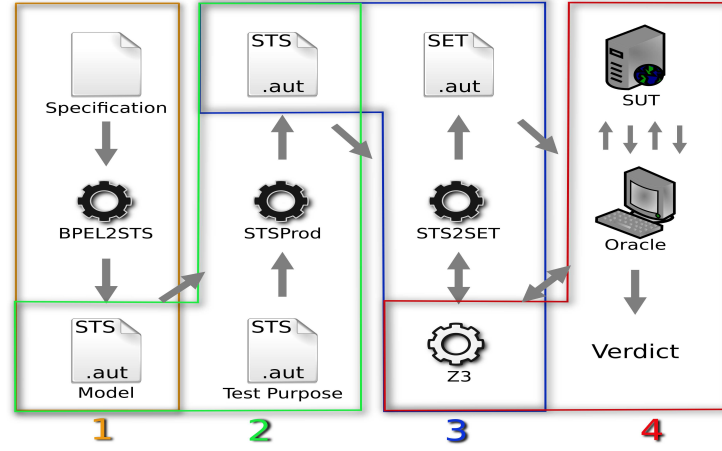 STS
.aut
SET
.aut
Specification
SUT
BPEL2STS
STSProd
STS2SET
Oracle
STS
.aut
Model
STS
.aut
Test Purpose
Z3
Verdict
1
2
3
4